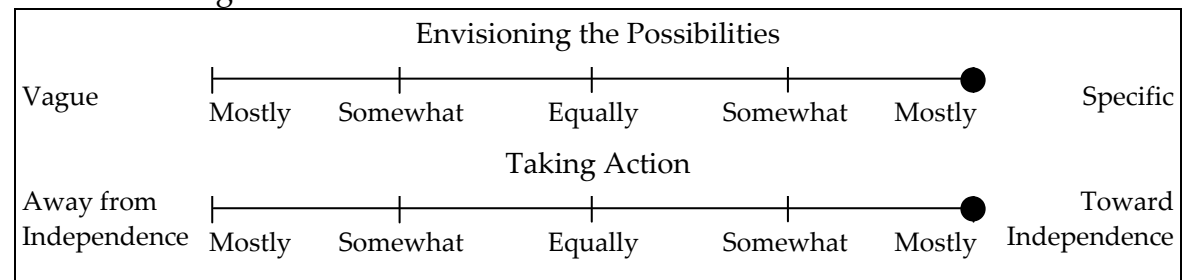 Envisioning the Possibilities
Vague
Specific
Mostly Somewhat Equally Somewhat Mostly
Taking Action
Away from Independence
Toward Independence
Mostly Somewhat Equally Somewhat Mostly